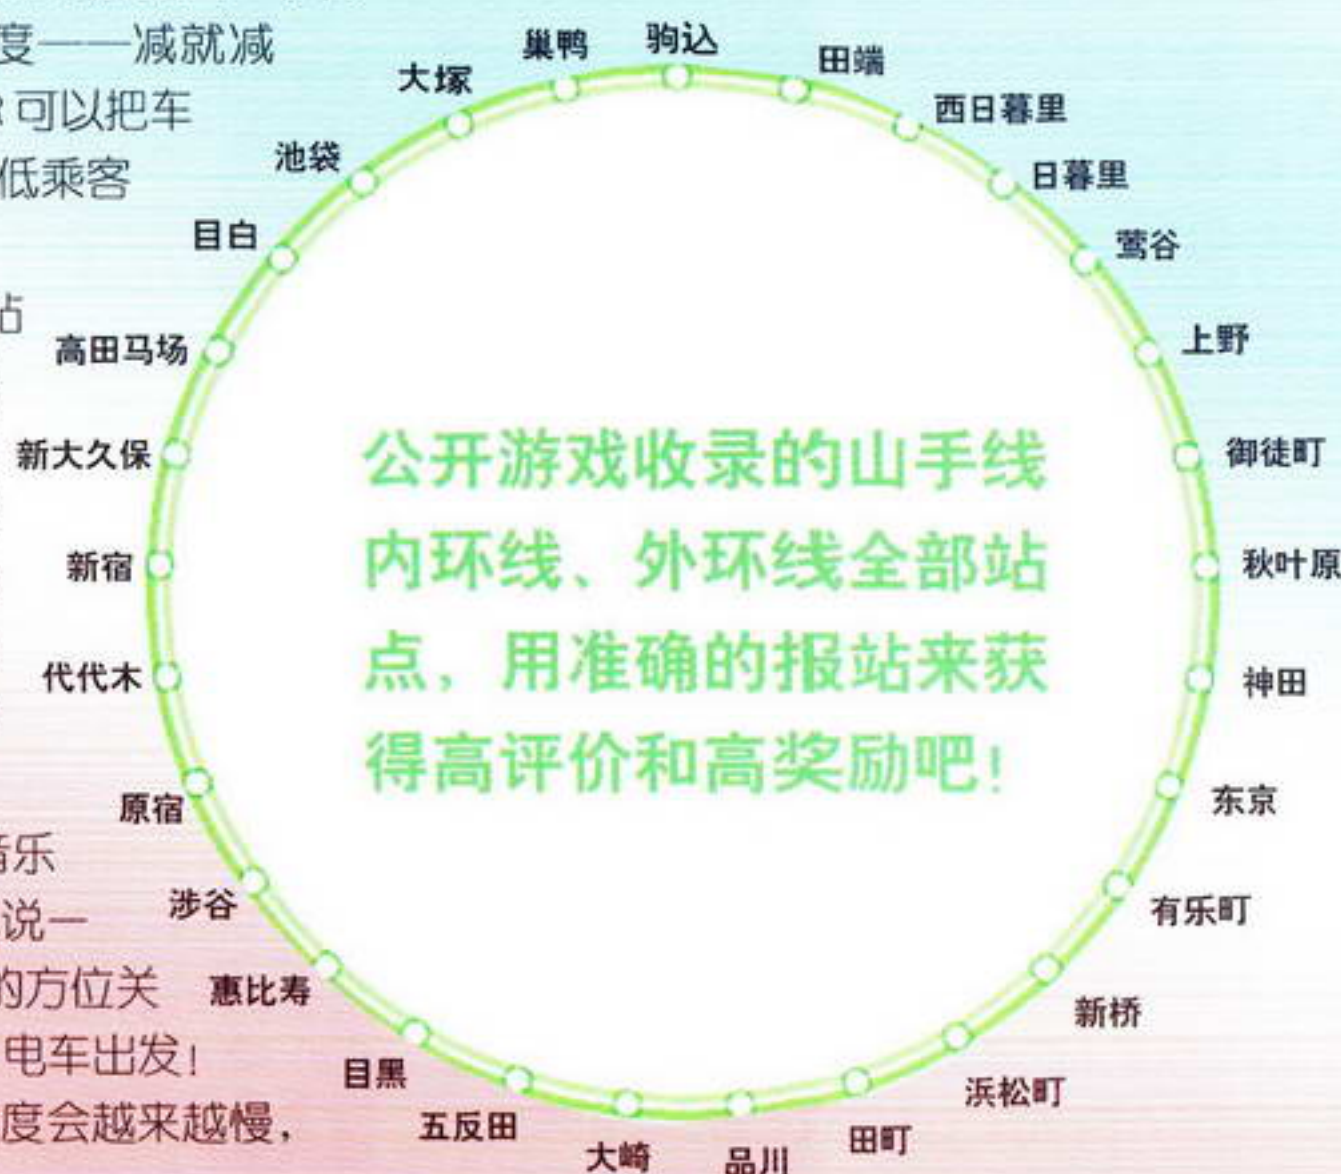 度——减就减
可以把车
低乘客
站
音乐
说一
的方位关
电车出发！
度会越来越慢，
驹込
田端
西日暮里
日暮里
莺谷
上野
御徒町
秋叶原
神田
东京
有乐町
新桥
浜松町
田町
品川
大崎
五反田
目黑
惠比寿
涉谷
原宿
代代木
新宿
新大久保
高田马场
目白
池袋
大塚
巢鸭
公开游戏收录的山手线
内环线、外环线全部站
点，用准确的报站来获
得高评价和高奖励吧！